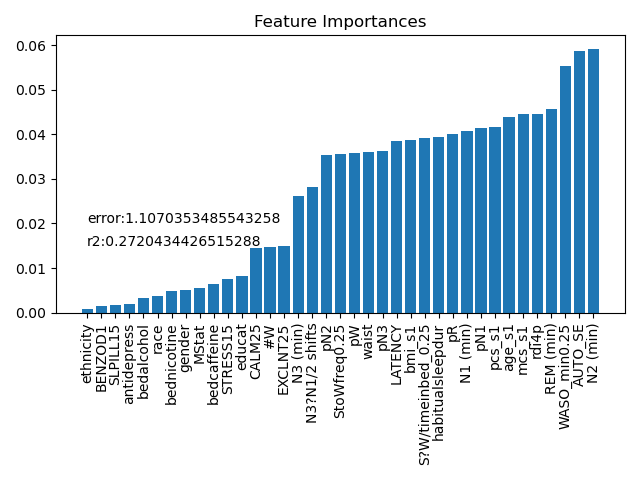 Feature Importances
0.06
0.05
0.04
0.03
0.02
0.01
0.00
error:1.1070353485543258
r2:0.2720434426515288
ethnicity
BENZOD1
SLPILL15
antidepress
bedalcohol
race
bednicotine
gender
MStat
bedcaffeine
STRESS15
educat
CALM25
#W
EXCLNT25
N3 (min)
N3?N1/2 shifts
pN2
StoWfreq0.25
pW
waist
pN3
LATENCY
bmi_s1
S?W/timeinbed_0.25
habitualsleepdur
pR
N1 (min)
pN1
pcs_s1
age_s1
mcs_s1
rdi4p
REM (min)
WASO_min0.25
AUTO_SE
N2 (min)